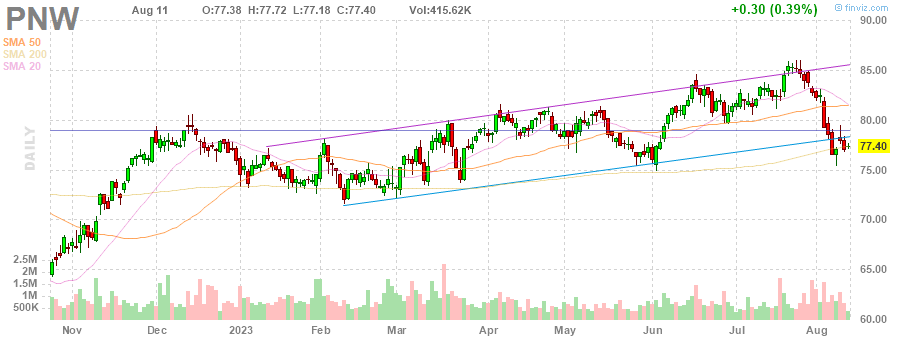 PNW Aug 11 O:77.38 H:77.72 L:77.18 C:77.40 Vol:415.62K +0.30 (0.39%) finviz.com
SMA 50
SMA 200
SMA 20
DAILY
90.00
85.00
80.00
77.40
75.00
70.00
65.00
60.00
2.5M
2M
1.5M
1M
500K
Nov Dec 2023 Feb Mar Apr May Jun Jul Aug